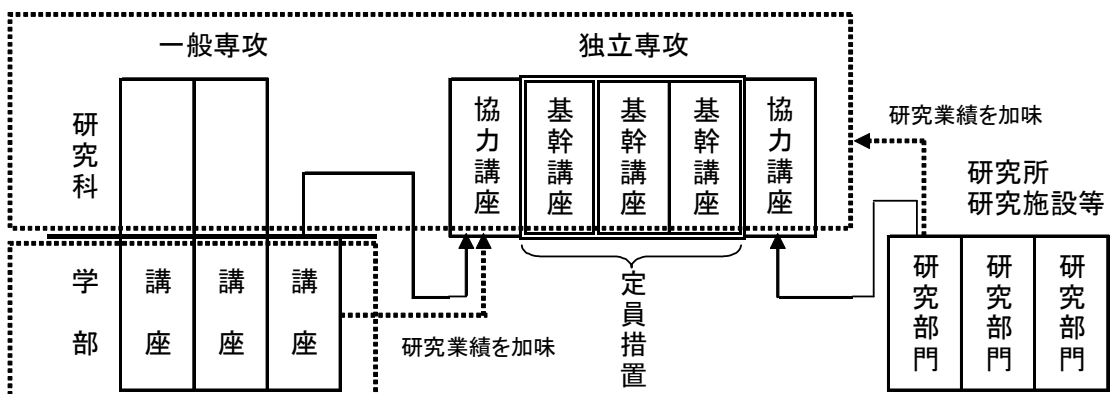 一般専攻
独立専攻
研究科
協力講座
基幹講座
基幹講座
基幹講座
協力講座
研究業績を加味
研究所
研究施設等
学部
講座
講座
講座
研究業績を加味
定員措置
研究部門
研究部門
研究部門